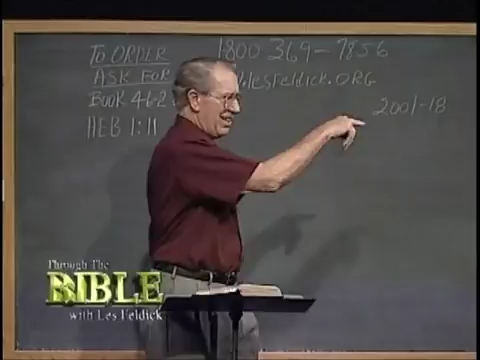 TO ORDER
ASK FOR
BOOK 46-2
HEB 1:11
1800-369-7856
lesfeldick.ORG
2001-18
Through The
BIBLE
with Les Feldick